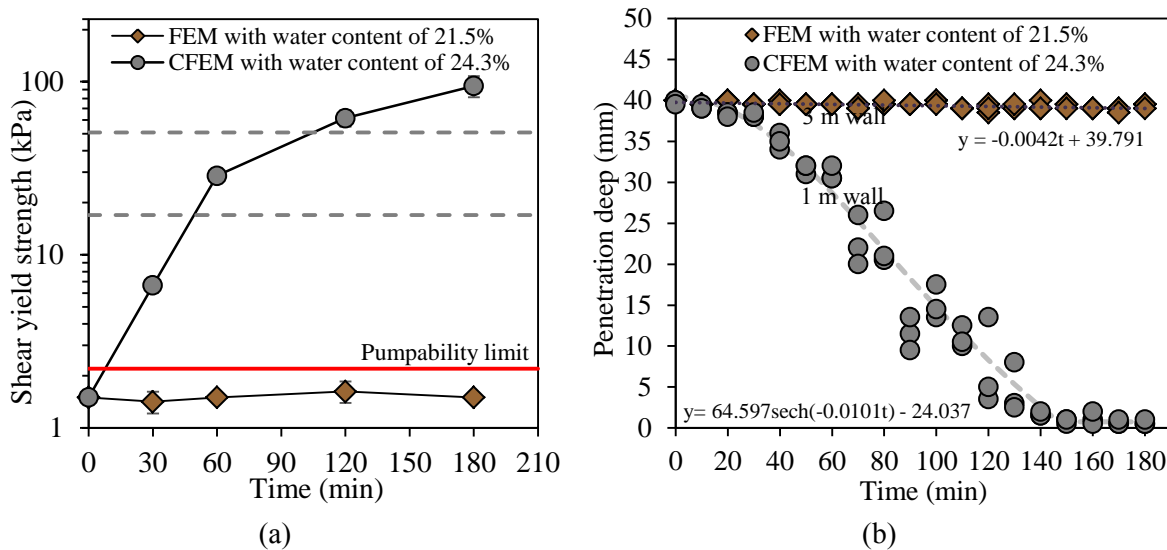 FEM with water content of 21.5%
CFEM with water content of 24.3%
Shear yield strength (kPa)
100
10
1
Pumpability limit
0 30 60 90 120 150 180 210
Time (min)
(a)
FEM with water content of 21.5%
CFEM with water content of 24.3%
Penetration deep (mm)
50
45
40
35
30
25
20
15
10
5
0
3 m wall
y = -0.0042t + 39.791
1 m wall
y= 64.597sech(-0.0101t) - 24.037
0 20 40 60 80 100 120 140 160 180
Time (min)
(b)